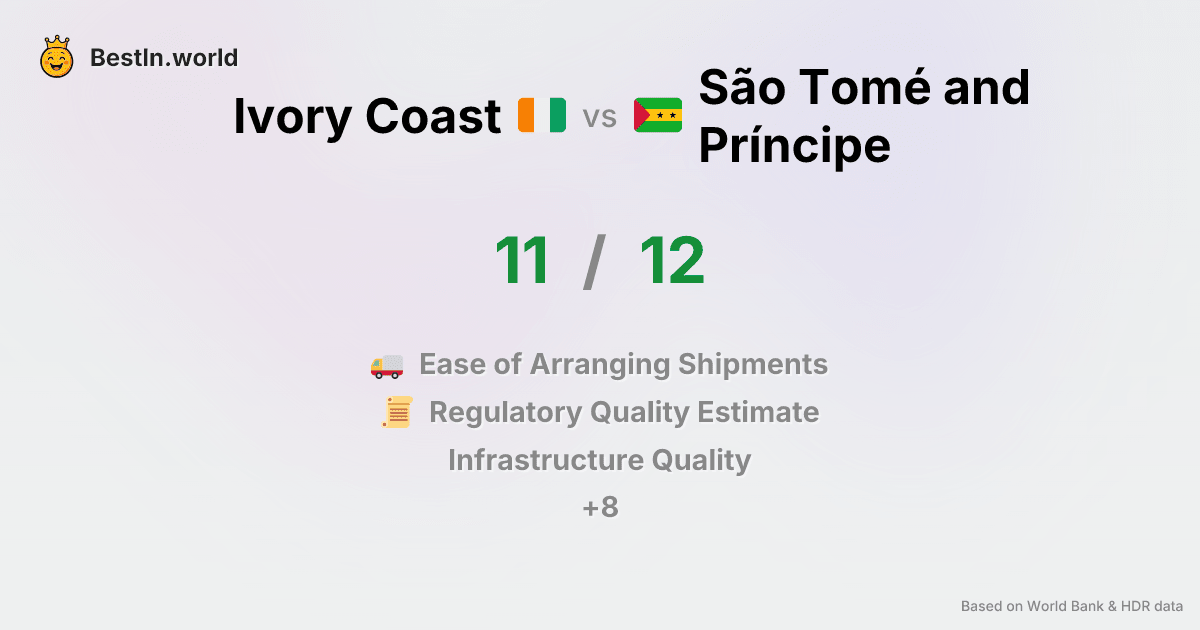 BestIn.world
Ivory Coast vs São Tomé and
Príncipe
11 / 12
Ease of Arranging Shipments
Regulatory Quality Estimate
Infrastructure Quality
+8
Based on World Bank & HDR data